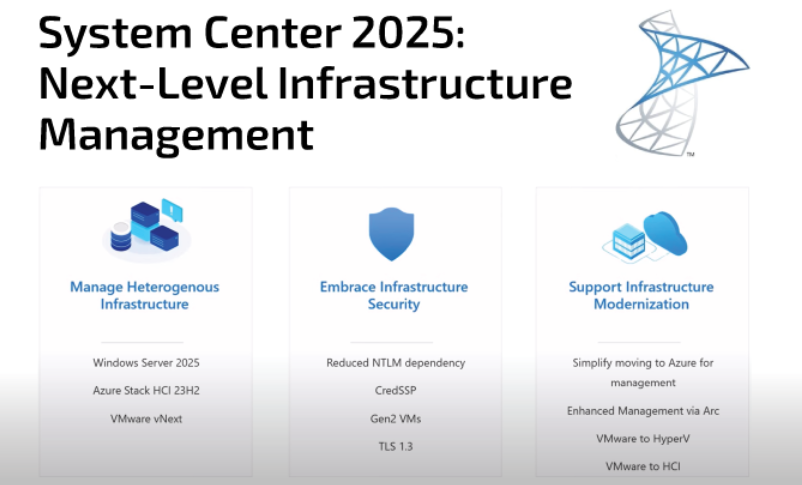 System Center 2025:
Next-Level Infrastructure
Management
TM
Manage Heterogenous
Infrastructure
Windows Server 2025
Azure Stack HCI 23H2
VMware vNext
Embrace Infrastructure
Security
Reduced NTLM dependency
CredSSP
Gen2 VMs
TLS 1.3
Support Infrastructure
Modernization
Simplify moving to Azure for
management
Enhanced Management via Arc
VMware to HyperV
VMware to HCI